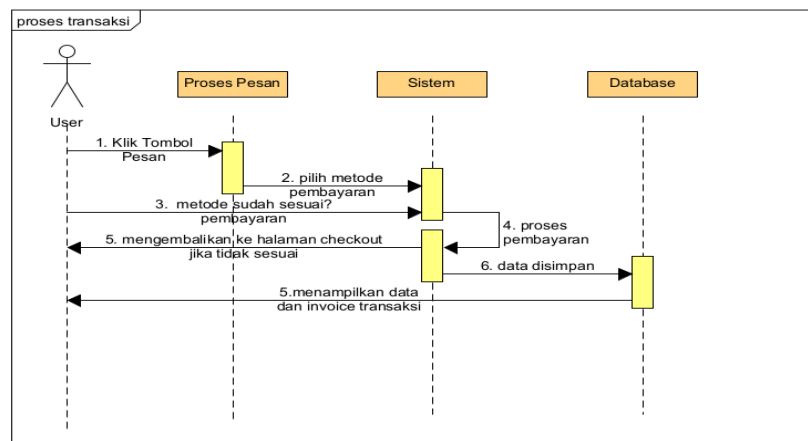 proses transaksi
Proses Pesan
Sistem
Database
User
1. Klik Tombol
Pesan
2. pilih metode
pembayaran
3. metode sudah sesuai?
pembayaran
4. proses
pembayaran
5. mengembalikan ke halaman checkout
jika tidak sesuai
6. data disimpan
5.menampilkan data
dan invoice transaksi